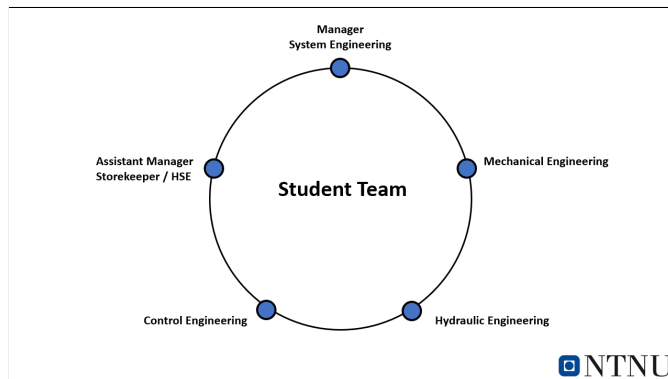 Manager
System Engineering
Assistant Manager
Storekeeper / HSE
Mechanical Engineering
Student Team
Control Engineering
Hydraulic Engineering
NTNU